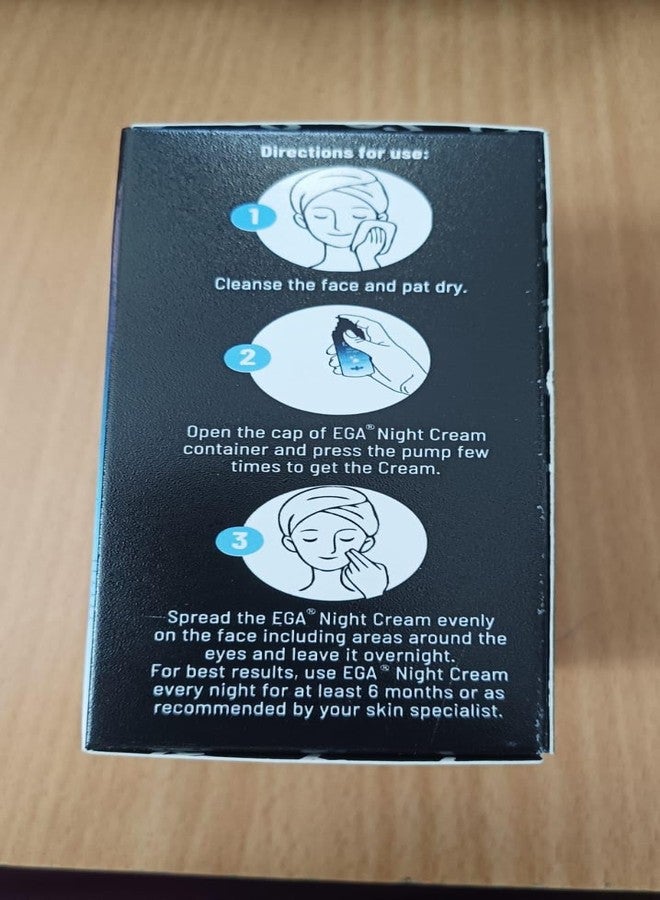 Directions for use:
1
Cleanse the face and pat dry.
2
Open the cap of EGA® Night Cream
container and press the pump few
times to get the Cream.
3
Spread the EGA® Night Cream evenly
on the face including areas around the
eyes and leave it overnight.
For best results, use EGA® Night Cream
every night for at least 6 months or as
recommended by your skin specialist.